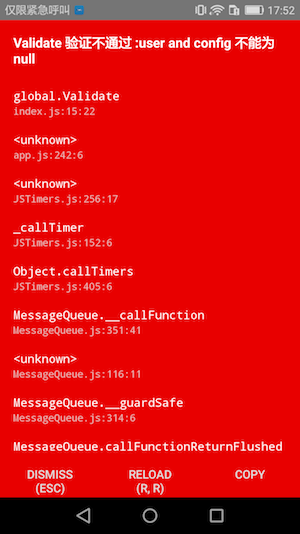 仅限紧急呼叫
17:52
Validate 验证不通过 :user and config 不能为
null
global.Validate
index.js:15:22
<unknown>
app.js:242:6
<unknown>
JSTimers.js:256:17
_callTimer
JSTimers.js:152:6
Object.callTimers
JSTimers.js:405:6
MessageQueue.__callFunction
MessageQueue.js:351:41
<unknown>
MessageQueue.js:116:11
MessageQueue.__guardSafe
MessageQueue.js:314:6
MessageQueue.callFunctionReturnFlushed
DISMISS
(ESC)
RELOAD
(R, R)
COPY